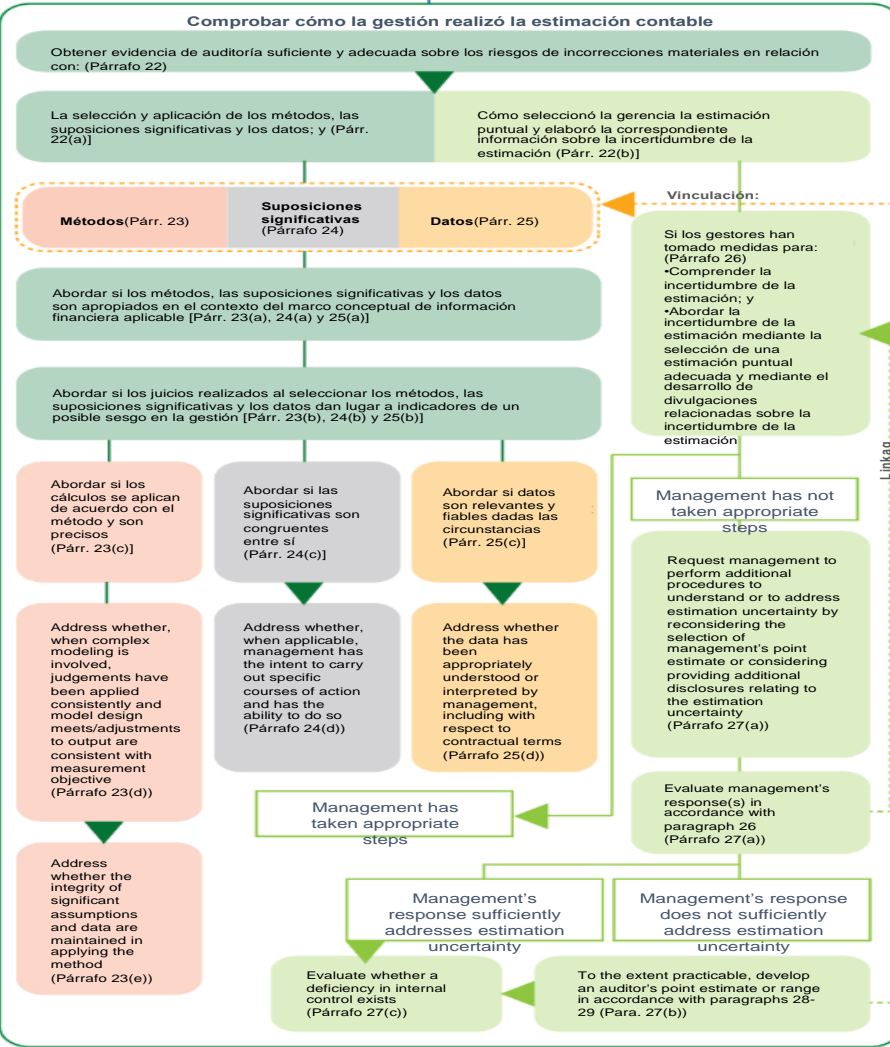 Comprobar cómo la gestión realizó la estimación contable
Obtener evidencia de auditoría suficiente y adecuada sobre los riesgos de incorrecciones materiales en relación
con: (Párrafo 22)
La selección y aplicación de los métodos, las
suposiciones significativas y los datos; y (Párr.
22(a)]
Cómo seleccionó la gerencia la estimación
puntual y elaboró la correspondiente
información sobre la incertidumbre de la
estimación (Párr. 22(b)]
Vinculación:
Métodos(Párr. 23)
Suposiciones
significativas
(Párrafo 24)
Datos(Párr. 25)
Si los gestores han
tomado medidas para:
(Párrafo 26)
•Comprender la
incertidumbre de la
estimación; y
•Abordar la
incertidumbre de la
estimación mediante la
selección de una
estimación puntual
adecuada y mediante el
desarrollo de
divulgaciones
relacionadas sobre la
incertidumbre de la
estimación
Abordar si los métodos, las suposiciones significativas y los datos
son apropiados en el contexto del marco conceptual de información
financiera aplicable [Párr. 23(a), 24(a) y 25(a)]
Abordar si los juicios realizados al seleccionar los métodos, las
suposiciones significativas y los datos dan lugar a indicadores de un
posible sesgo en la gestión [Párr. 23(b), 24(b) y 25(b)]
Linkag
Abordar si los
cálculos se aplican
de acuerdo con el
método y son
precisos
(Párr. 23(c)]
Abordar si las
suposiciones
significativas son
congruentes
entre sí
(Párr. 24(c)]
Abordar si datos
son relevantes y
fiables dadas las
circunstancias
(Párr. 25(c)]
Management has not
taken appropriate
steps
Request management to
perform additional
procedures to
understand or to address
estimation uncertainty by
reconsidering the
selection of
management's point
estimate or considering
providing additional
disclosures relating to
the estimation
uncertainty
(Párrafo 27(a))
Address whether,
when complex
modeling is
involved,
judgements have
been applied
consistently and
model design
meets/adjustments
to output are
consistent with
measurement
objective
(Párrafo 23(d))
Address whether,
when applicable,
management has
the intent to carry
out specific
courses of action
and has the
ability to do so
(Párrafo 24(d))
Address whether
the data has
been
appropriately
understood or
interpreted by
management,
including with
respect to
contractual terms
(Párrafo 25(d))
Management has
taken appropriate
steps
Evaluate management's
response(s) in
accordance with
paragraph 26
(Párrafo 27(a))
Address
whether the
integrity of
significant
assumptions
and data are
maintained in
applying the
method
(Párrafo 23(e))
Management's
response sufficiently
addresses estimation
uncertainty
Management's response
does not sufficiently
address estimation
uncertainty
Evaluate whether a
deficiency in internal
control exists
(Párrafo 27(c))
To the extent practicable, develop
an auditor's point estimate or range
in accordance with paragraphs 28-
29 (Para. 27(b))